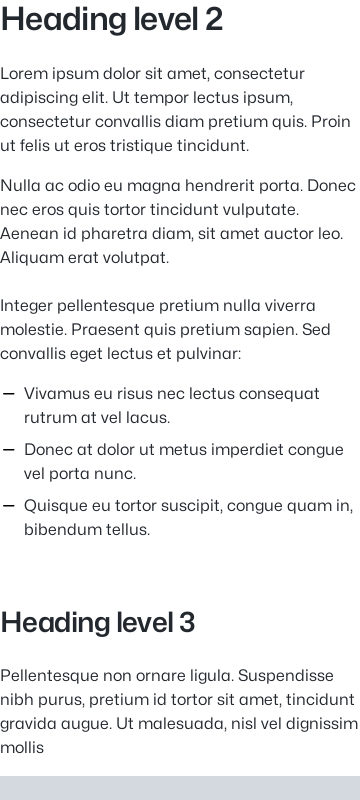 Heading level 2
Lorem ipsum dolor sit amet, consectetur
adipiscing elit. Ut tempor lectus ipsum,
consectetur convallis diam pretium quis. Proin
ut felis ut eros tristique tincidunt.
Nulla ac odio eu magna hendrerit porta. Donec
nec eros quis tortor tincidunt vulputate.
Aenean id pharetra diam, sit amet auctor leo.
Aliquam erat volutpat.
Integer pellentesque pretium nulla viverra
molestie. Praesent quis pretium sapien. Sed
convallis eget lectus et pulvinar:
— Vivamus eu risus nec lectus consequat
rutrum at vel lacus.
— Donec at dolor ut metus imperdiet congue
vel porta nunc.
— Quisque eu tortor suscipit, congue quam in,
bibendum tellus.
Heading level 3
Pellentesque non ornare ligula. Suspendisse
nibh purus, pretium id tortor sit amet, tincidunt
gravida augue. Ut malesuada, nisl vel dignissim
mollis